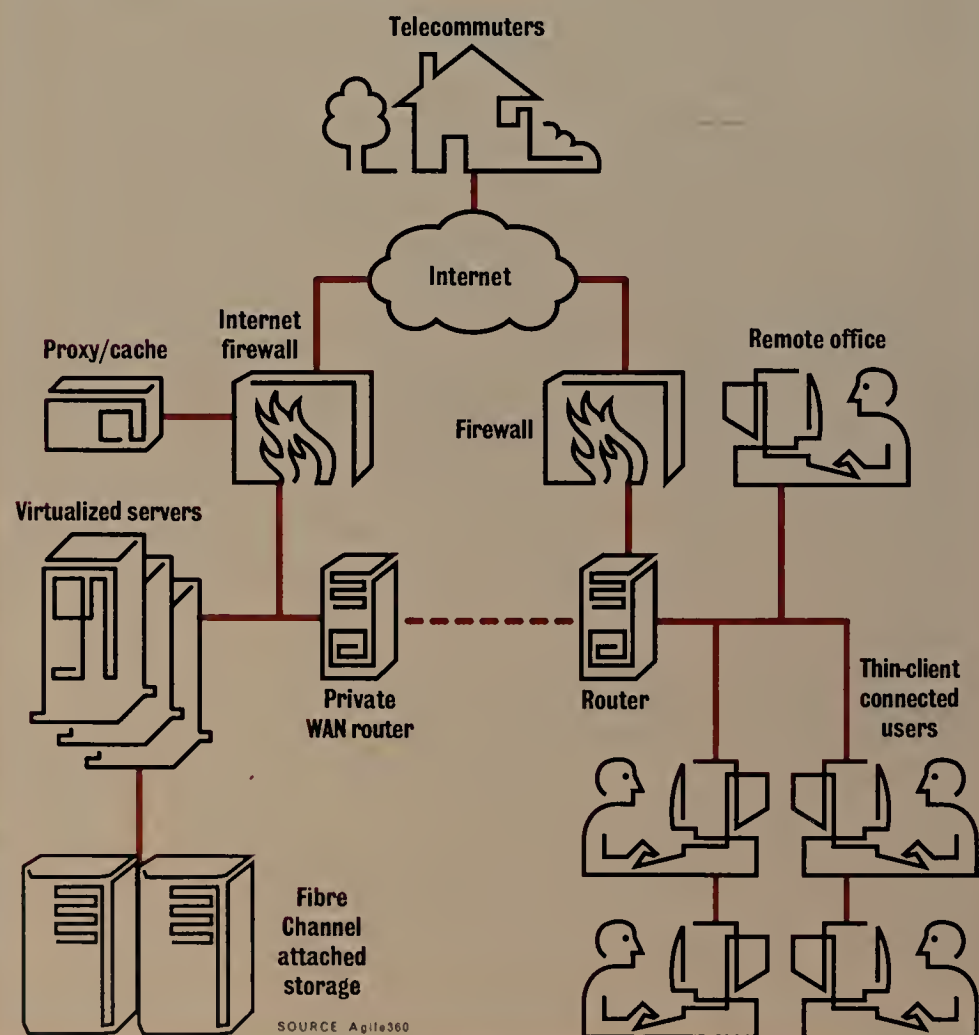 Telecommuters
Internet
Internet
firewall
Proxy/cache
Remote office
Firewall
Virtualized servers
Private
WAN router
Router
Thin-client
connected
users
Fibre
Channel
attached
storage
SOURCE Agile360